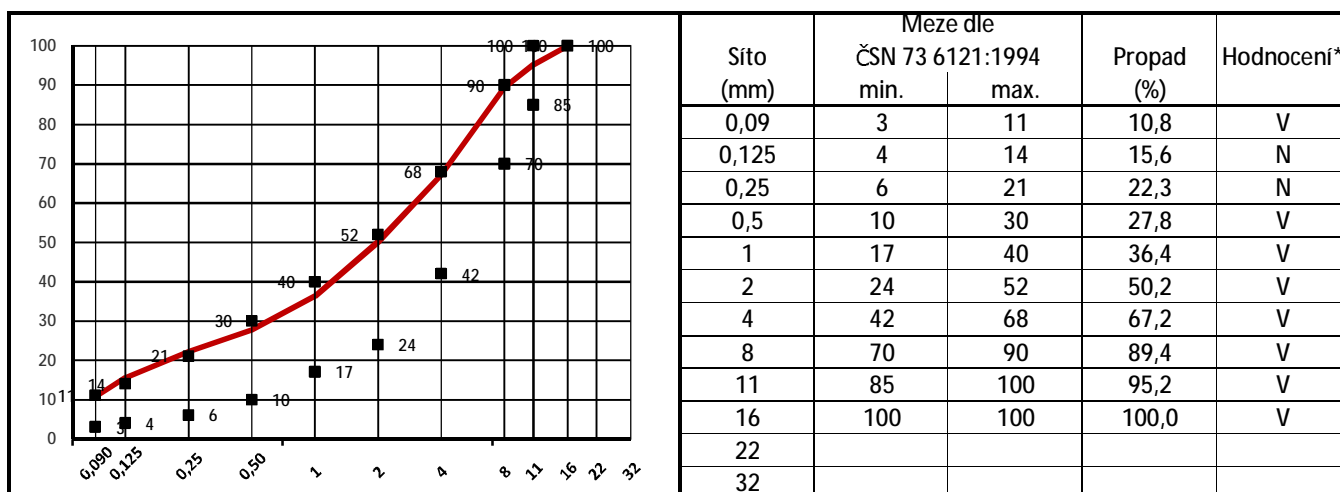 100
90
80
70
60
50
40
30
20
10
0
100 100 100
90
85
68
70
52
40
42
30
21
24
17
14
11
10
6
4
3
0,090 0,125 0,25 0,50 1 2 4 8 11 16 22 32
Síto (mm) Meze dle ČSN 73 6121:1994 Propad (%) Hodnocení*
min. max.
0,09 3 11 10,8 V
0,125 4 14 15,6 N
0,25 6 21 22,3 N
0,5 10 30 27,8 V
1 17 40 36,4 V
2 24 52 50,2 V
4 42 68 67,2 V
8 70 90 89,4 V
11 85 100 95,2 V
16 100 100 100,0 V
22
32